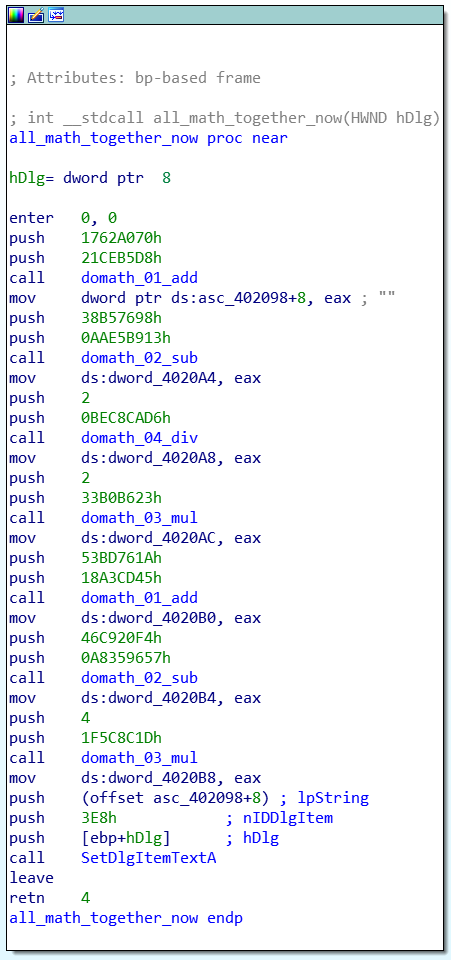 ; Attributes: bp-based frame
; int __stdcall all_math_together_now(HWND hDlg)
all_math_together_now proc near
hDlg= dword ptr  8
enter   0, 0
push    1762A070h
push    21CEB5D8h
call    domath_01_add
mov     dword ptr ds:asc_402098+8, eax ; ""
push    38B57698h
push    0AAE5B913h
call    domath_02_sub
mov     ds:dword_4020A4, eax
push    2
push    0BEC8CAD6h
call    domath_04_div
mov     ds:dword_4020A8, eax
push    2
push    33B0B623h
call    domath_03_mul
mov     ds:dword_4020AC, eax
push    53BD761Ah
push    18A3CD45h
call    domath_01_add
mov     ds:dword_4020B0, eax
push    46C920F4h
push    0A8359657h
call    domath_02_sub
mov     ds:dword_4020B4, eax
push    4
push    1F5C8C1Dh
call    domath_03_mul
mov     ds:dword_4020B8, eax
push    (offset asc_402098+8) ; lpString
push    3E8h            ; nIDDlgItem
push    [ebp+hDlg]      ; hDlg
call    SetDlgItemTextA
leave
retn    4
all_math_together_now endp